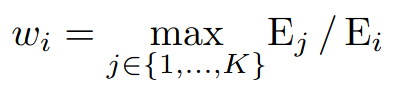 w_i = max_{j∈{1,...,K}} E_j / E_i